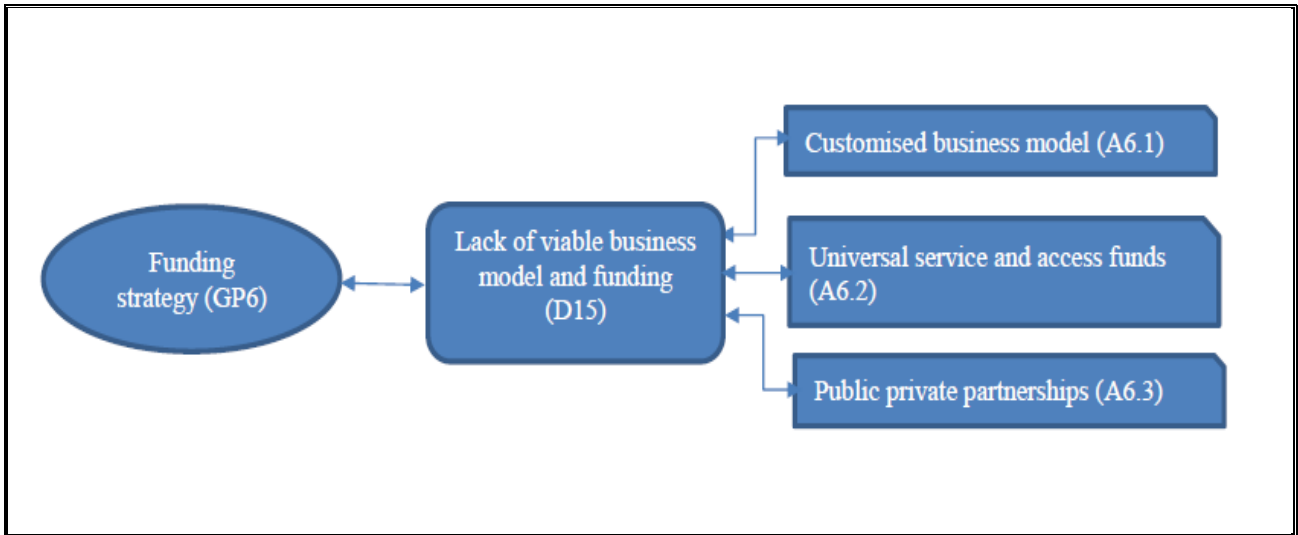 Funding
strategy (GP6)
Lack of viable business
model and funding
(D15)
Customised business model (A6.1)
Universal service and access funds
(A6.2)
Public private partnerships (A6.3)